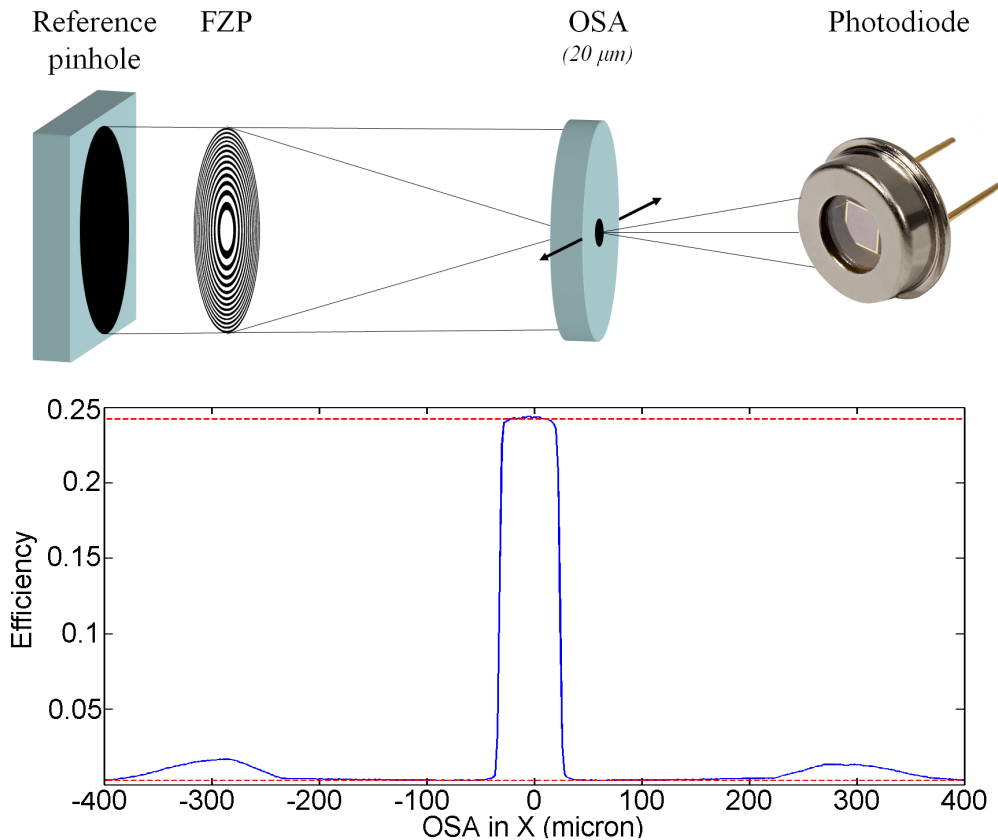 Reference
pinhole
FZP
OSA
(20 μm)
Photodiode
0.25
0.2
0.15
0.1
0.05
Efficiency
-400 -300 -200 -100 0 100 200 300 400
OSA in X (micron)